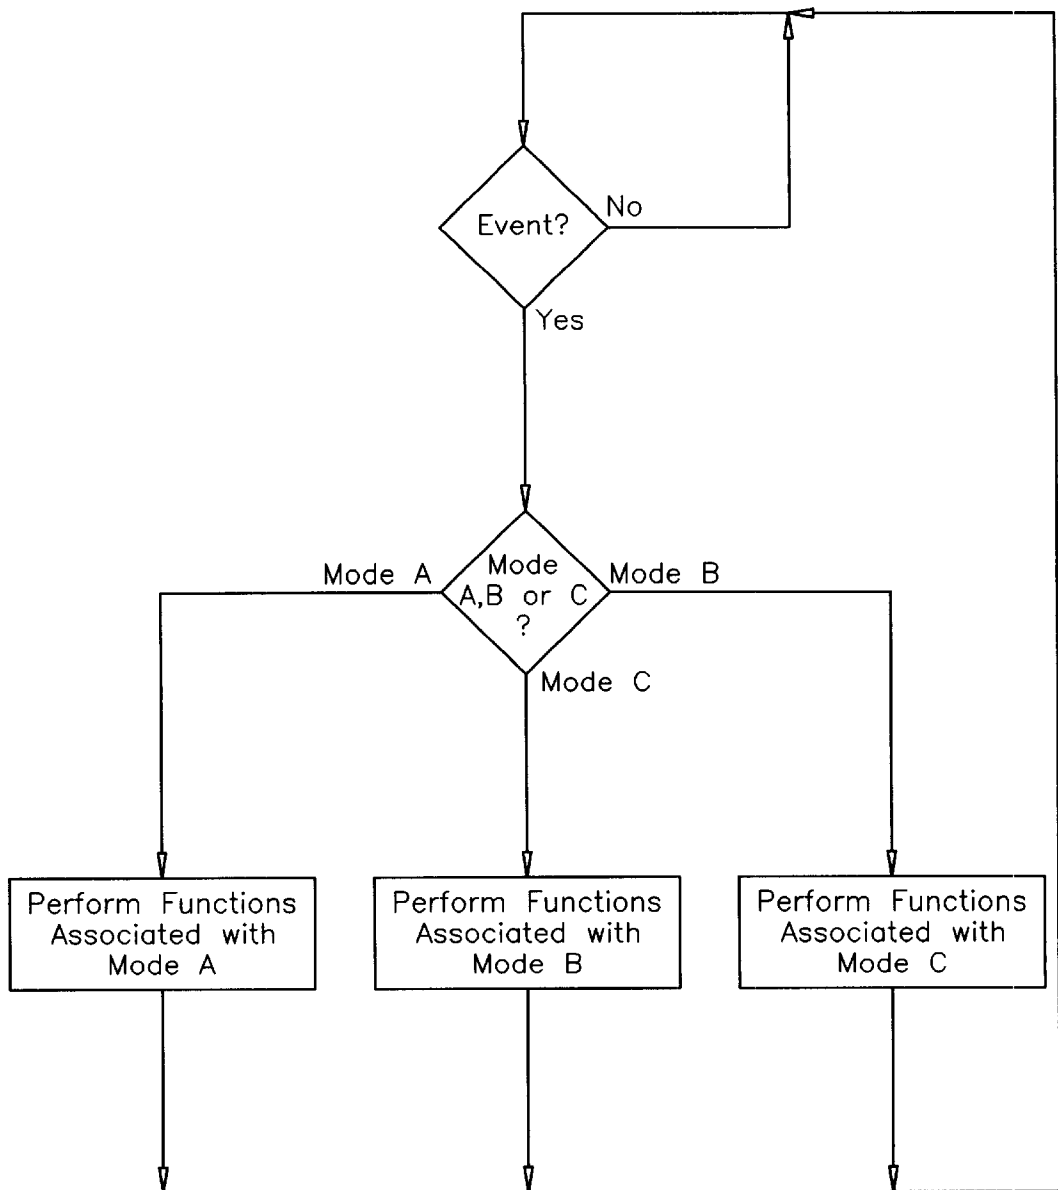 No
Event?
Yes
Mode A
Mode
A,B or C
?
Mode B
Mode C
Perform Functions
Associated with
Mode A
Perform Functions
Associated with
Mode B
Perform Functions
Associated with
Mode C